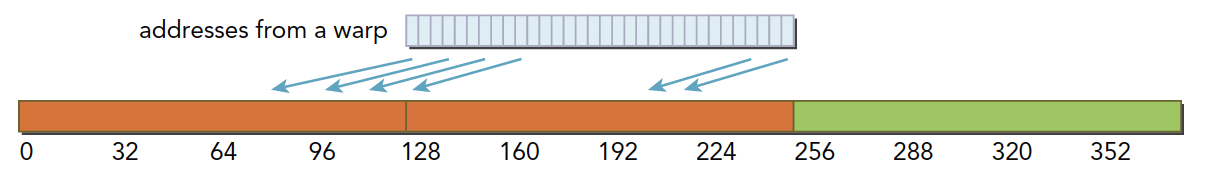 addresses from a warp
0 32 64 96 128 160 192 224 256 288 320 352